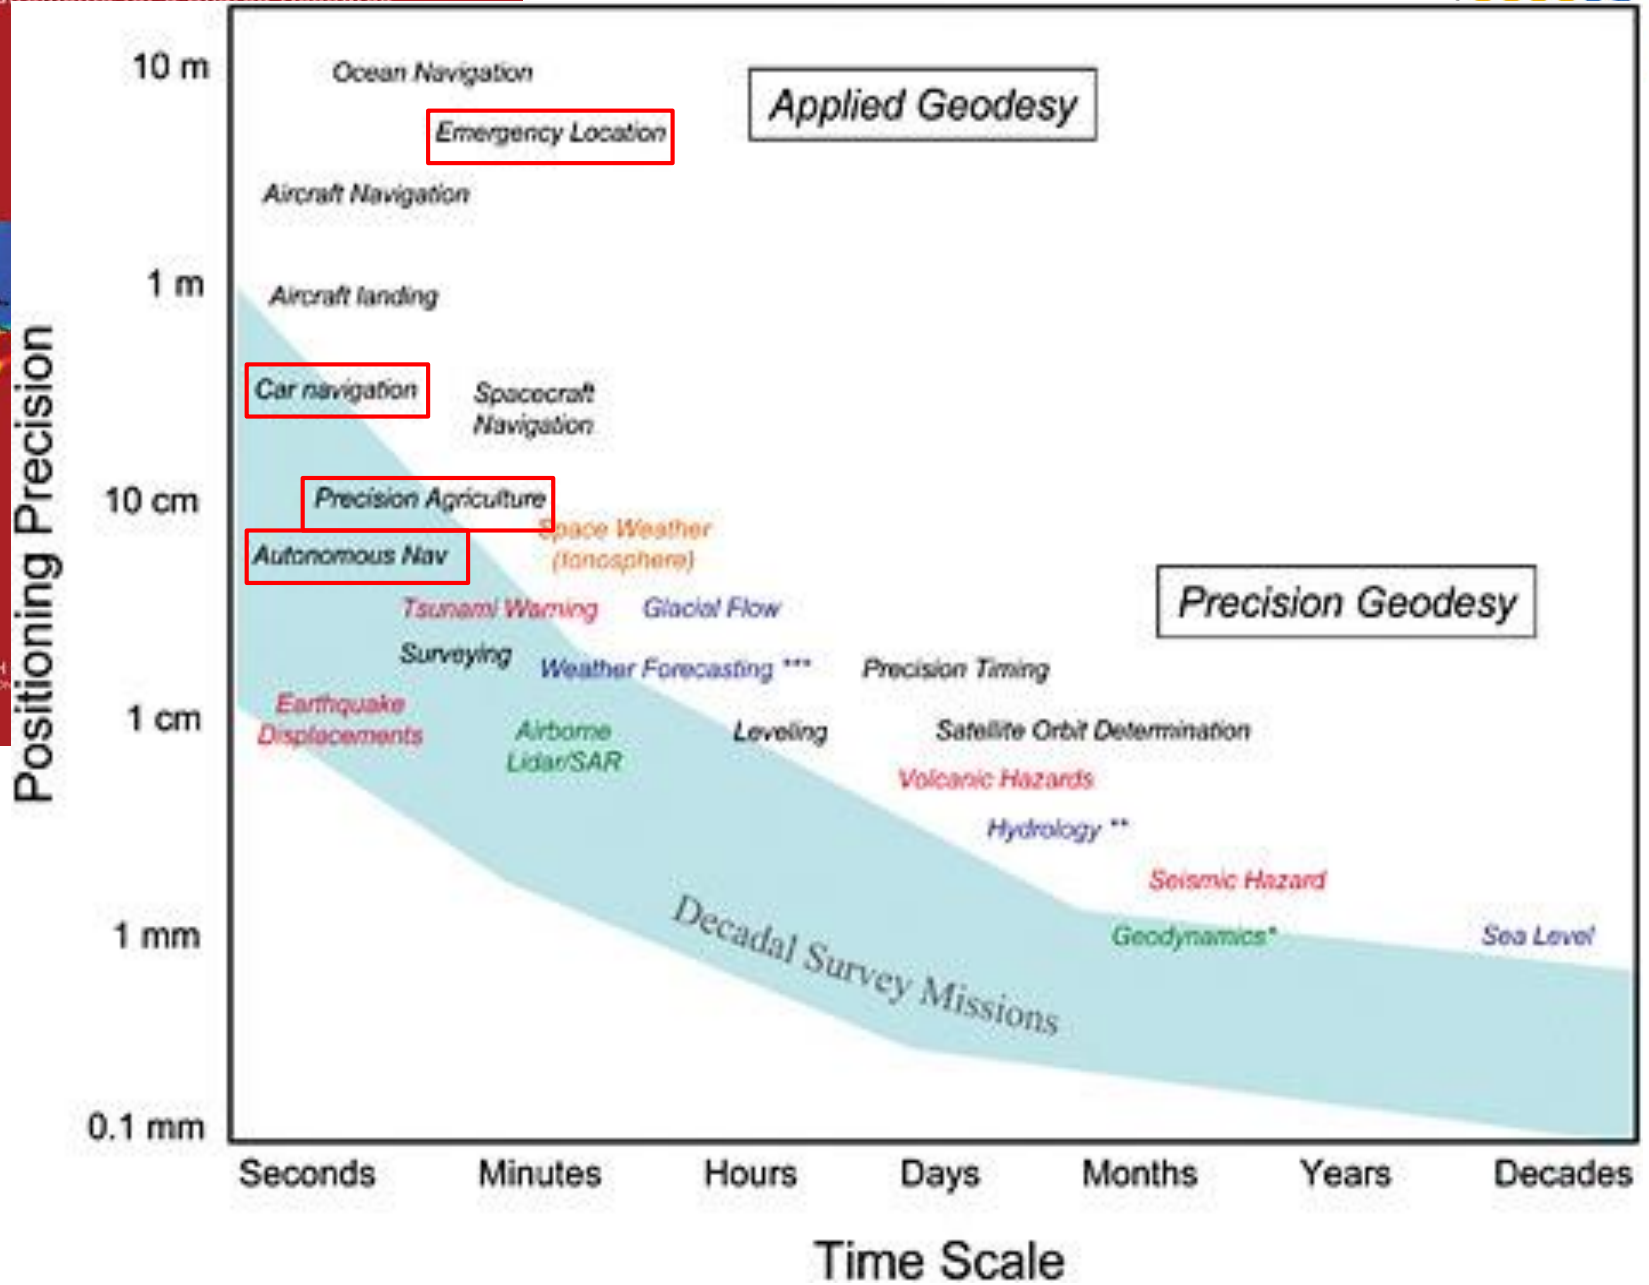 10 m
Ocean Navigation
Applied Geodesy
Emergency Location
Aircraft Navigation
1 m
Aircraft landing
Car navigation
Spacecraft
Navigation
10 cm
Precision Agriculture
Space Weather
(Ionosphere)
Autonomous Nav
Tsunami Warning
Glacial Flow
Precision Geodesy
Surveying
Weather Forecasting ***
Precision Timing
Earthquake
Displacements
1 cm
Airborne
Lidar/SAR
Leveling
Satellite Orbit Determination
Volcanic Hazards
Hydrology **
Seismic Hazard
Decadal Survey Missions
1 mm
Geodynamics*
Sea Level
0.1 mm
Positioning Precision
Seconds Minutes Hours Days Months Years Decades
Time Scale